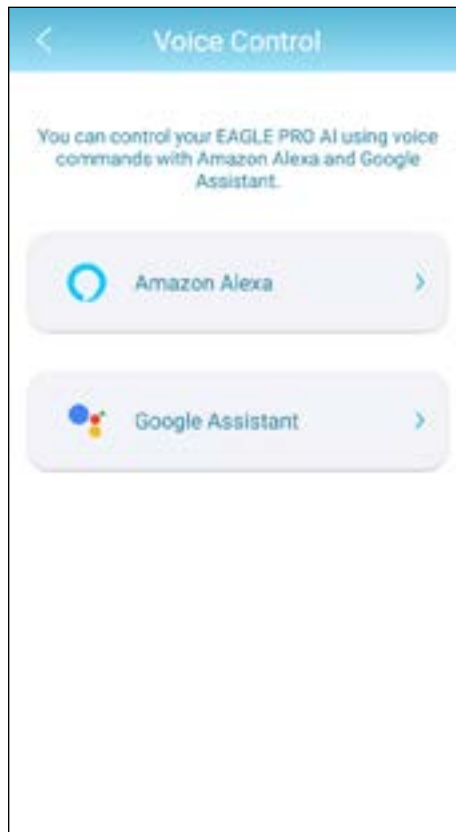 Voice Control
You can control your EAGLE PRO AI using voice
commands with Amazon Alexa and Google
Assistant.
Amazon Alexa
Google Assistant